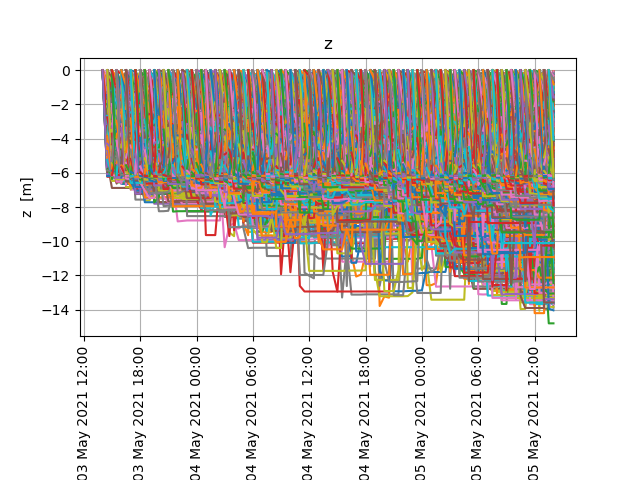 z
0
−2
−4
−6
−8
−10
−12
−14
z [m]
03 May 2021 12:00
03 May 2021 18:00
04 May 2021 00:00
04 May 2021 06:00
04 May 2021 12:00
04 May 2021 18:00
05 May 2021 00:00
05 May 2021 06:00
05 May 2021 12:00